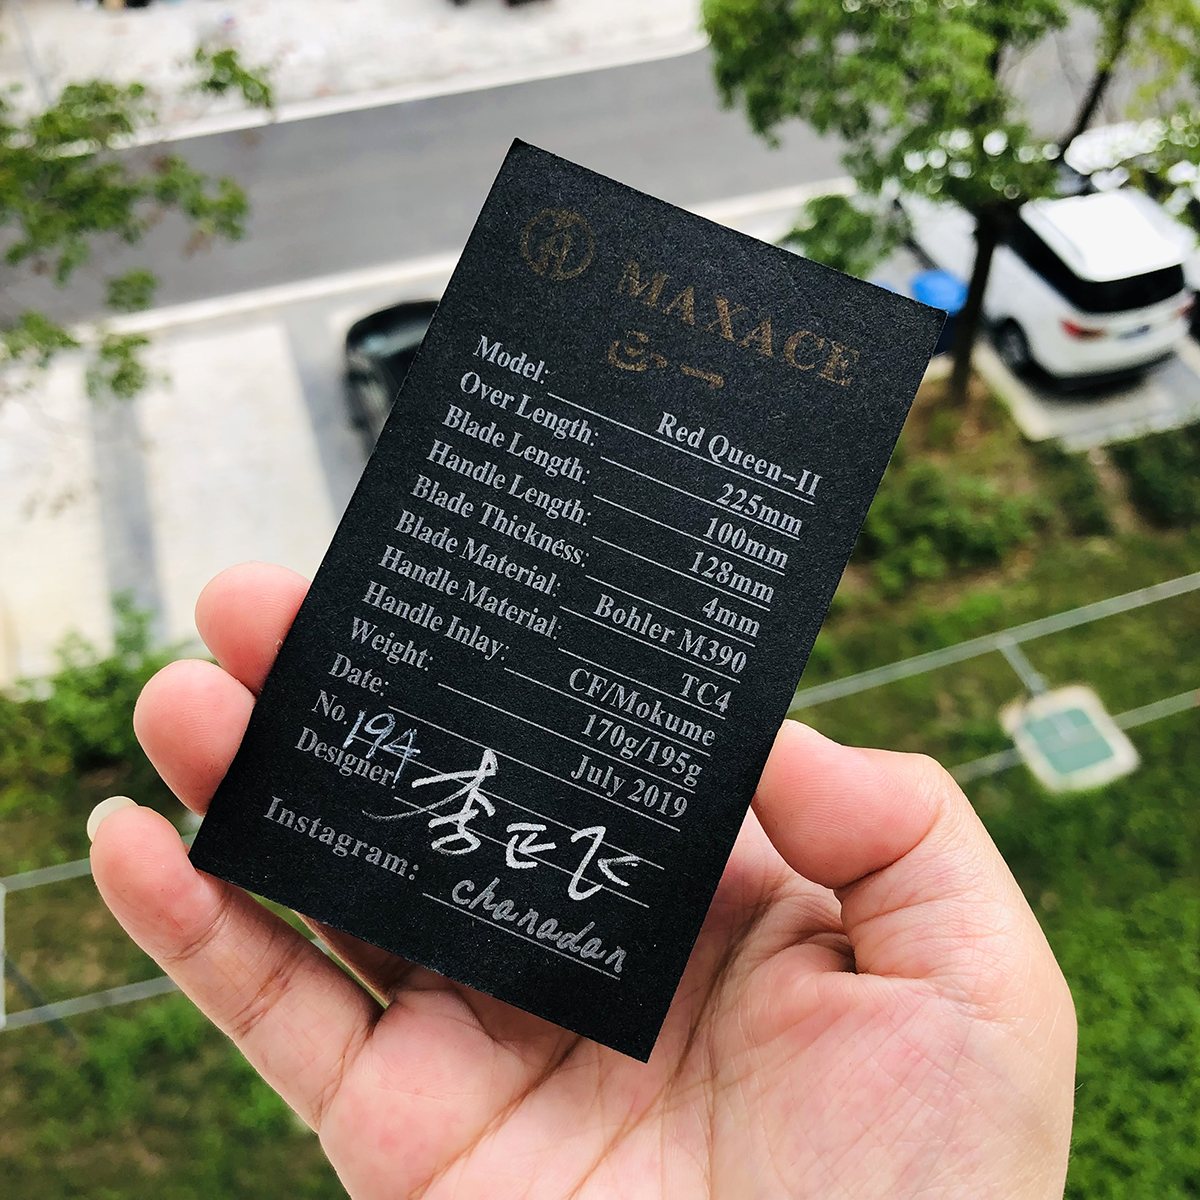 MAXACE
正一
Model: Red Queen-II
Over Length: 225mm
Blade Length: 100mm
Handle Length: 128mm
Blade Thickness: 4mm
Blade Material: Bohler M390
Handle Material: TC4
Handle Inlay: CF/Mokume
Weight: 170g/195g
Date: July 2019
No. 194
Designer: 李正飞
Instagram: chanadan